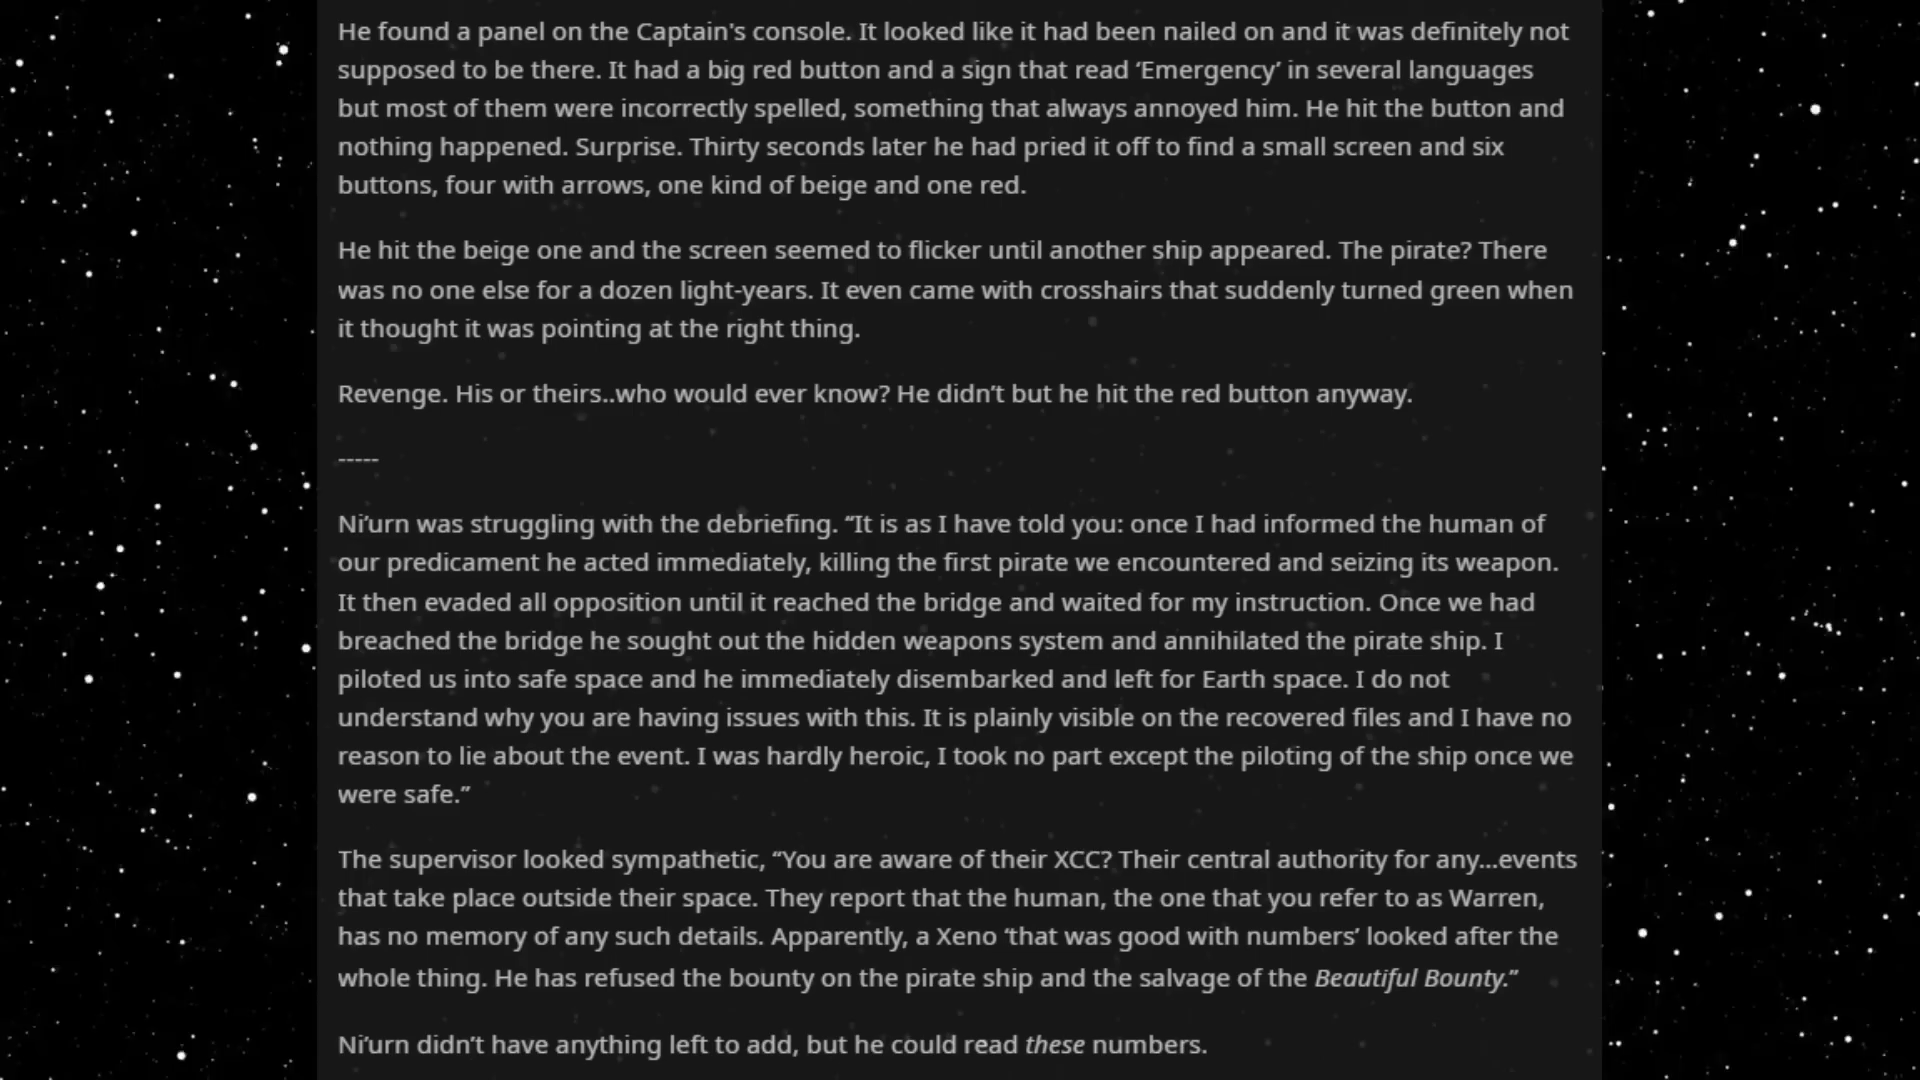 He found a panel on the Captain's console. It looked like it had been nailed on and it was definitely not
supposed to be there. It had a big red button and a sign that read ‘Emergency’ in several languages
but most of them were incorrectly spelled, something that always annoyed him. He hit the button and
nothing happened. Surprise. Thirty seconds later he had pried it off to find a small screen and six
buttons, four with arrows, one kind of beige and one red.
He hit the beige one and the screen seemed to flicker until another ship appeared. The pirate? There
was no one else for a dozen light-years. It even came with crosshairs that suddenly turned green when
it thought it was pointing at the right thing.
Revenge. His or theirs..who would ever know? He didn’t but he hit the red button anyway.
-----
Ni’urn was struggling with the debriefing. “It is as I have told you: once I had informed the human of
our predicament he acted immediately, killing the first pirate we encountered and seizing its weapon.
It then evaded all opposition until it reached the bridge and waited for my instruction. Once we had
breached the bridge he sought out the hidden weapons system and annihilated the pirate ship. I
piloted us into safe space and he immediately disembarked and left for Earth space. I do not
understand why you are having issues with this. It is plainly visible on the recovered files and I have no
reason to lie about the event. I was hardly heroic, I took no part except the piloting of the ship once we
were safe.”
The supervisor looked sympathetic, “You are aware of their XCC? Their central authority for any...events
that take place outside their space. They report that the human, the one that you refer to as Warren,
has no memory of any such details. Apparently, a Xeno ‘that was good with numbers’ looked after the
whole thing. He has refused the bounty on the pirate ship and the salvage of the Beautiful Bounty.”
Ni’urn didn’t have anything left to add, but he could read these numbers.